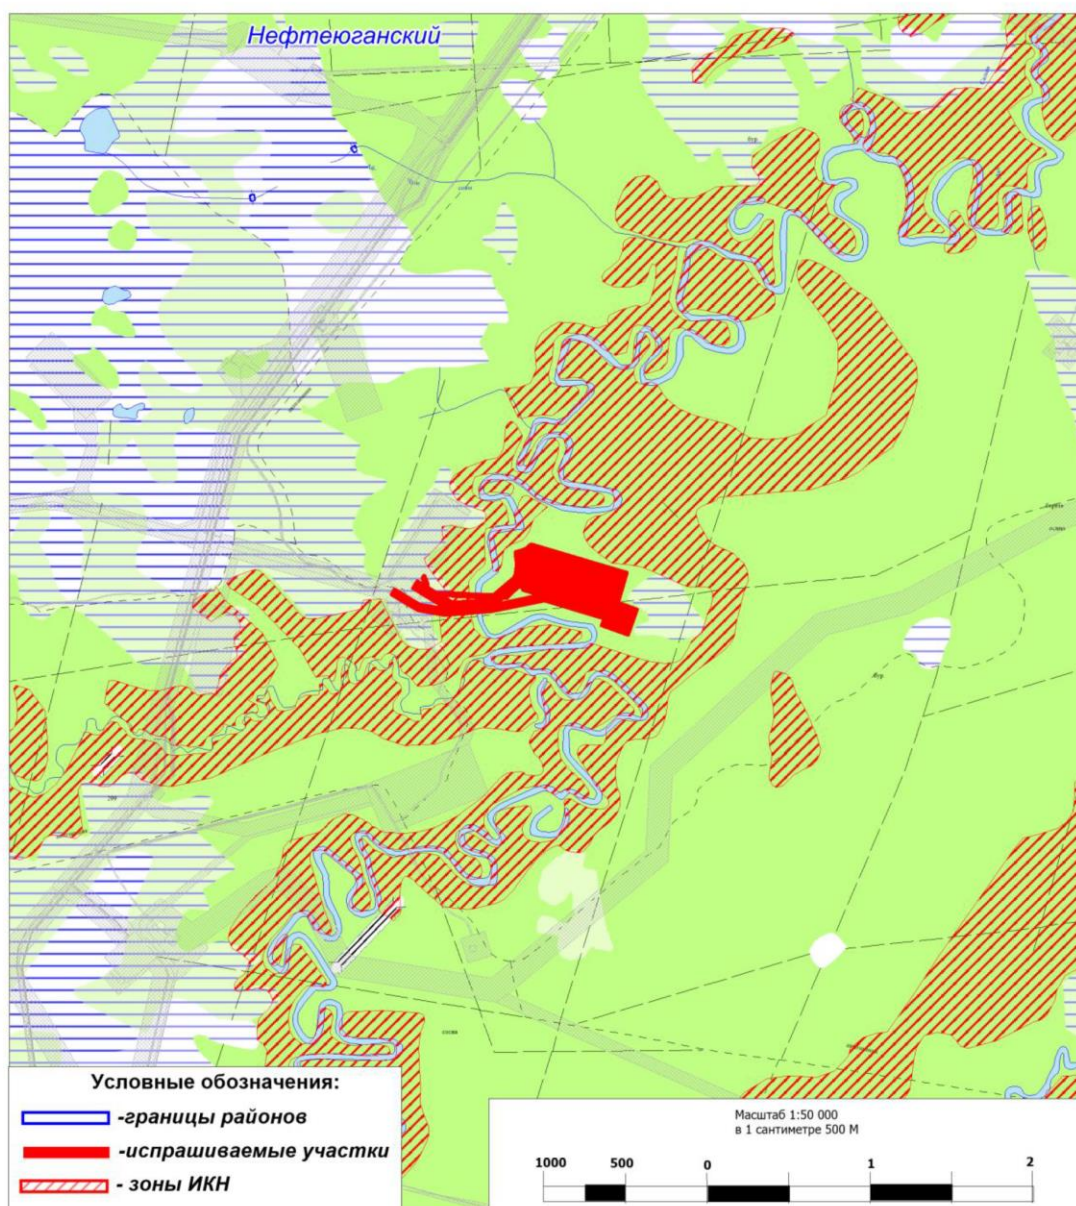 Нефтеюганский
Условные обозначения:
-границы районов
-испрашиваемые участки
- зоны ИКН
Масштаб 1:50 000
в 1 сантиметре 500 М
1000 500 0 1 2